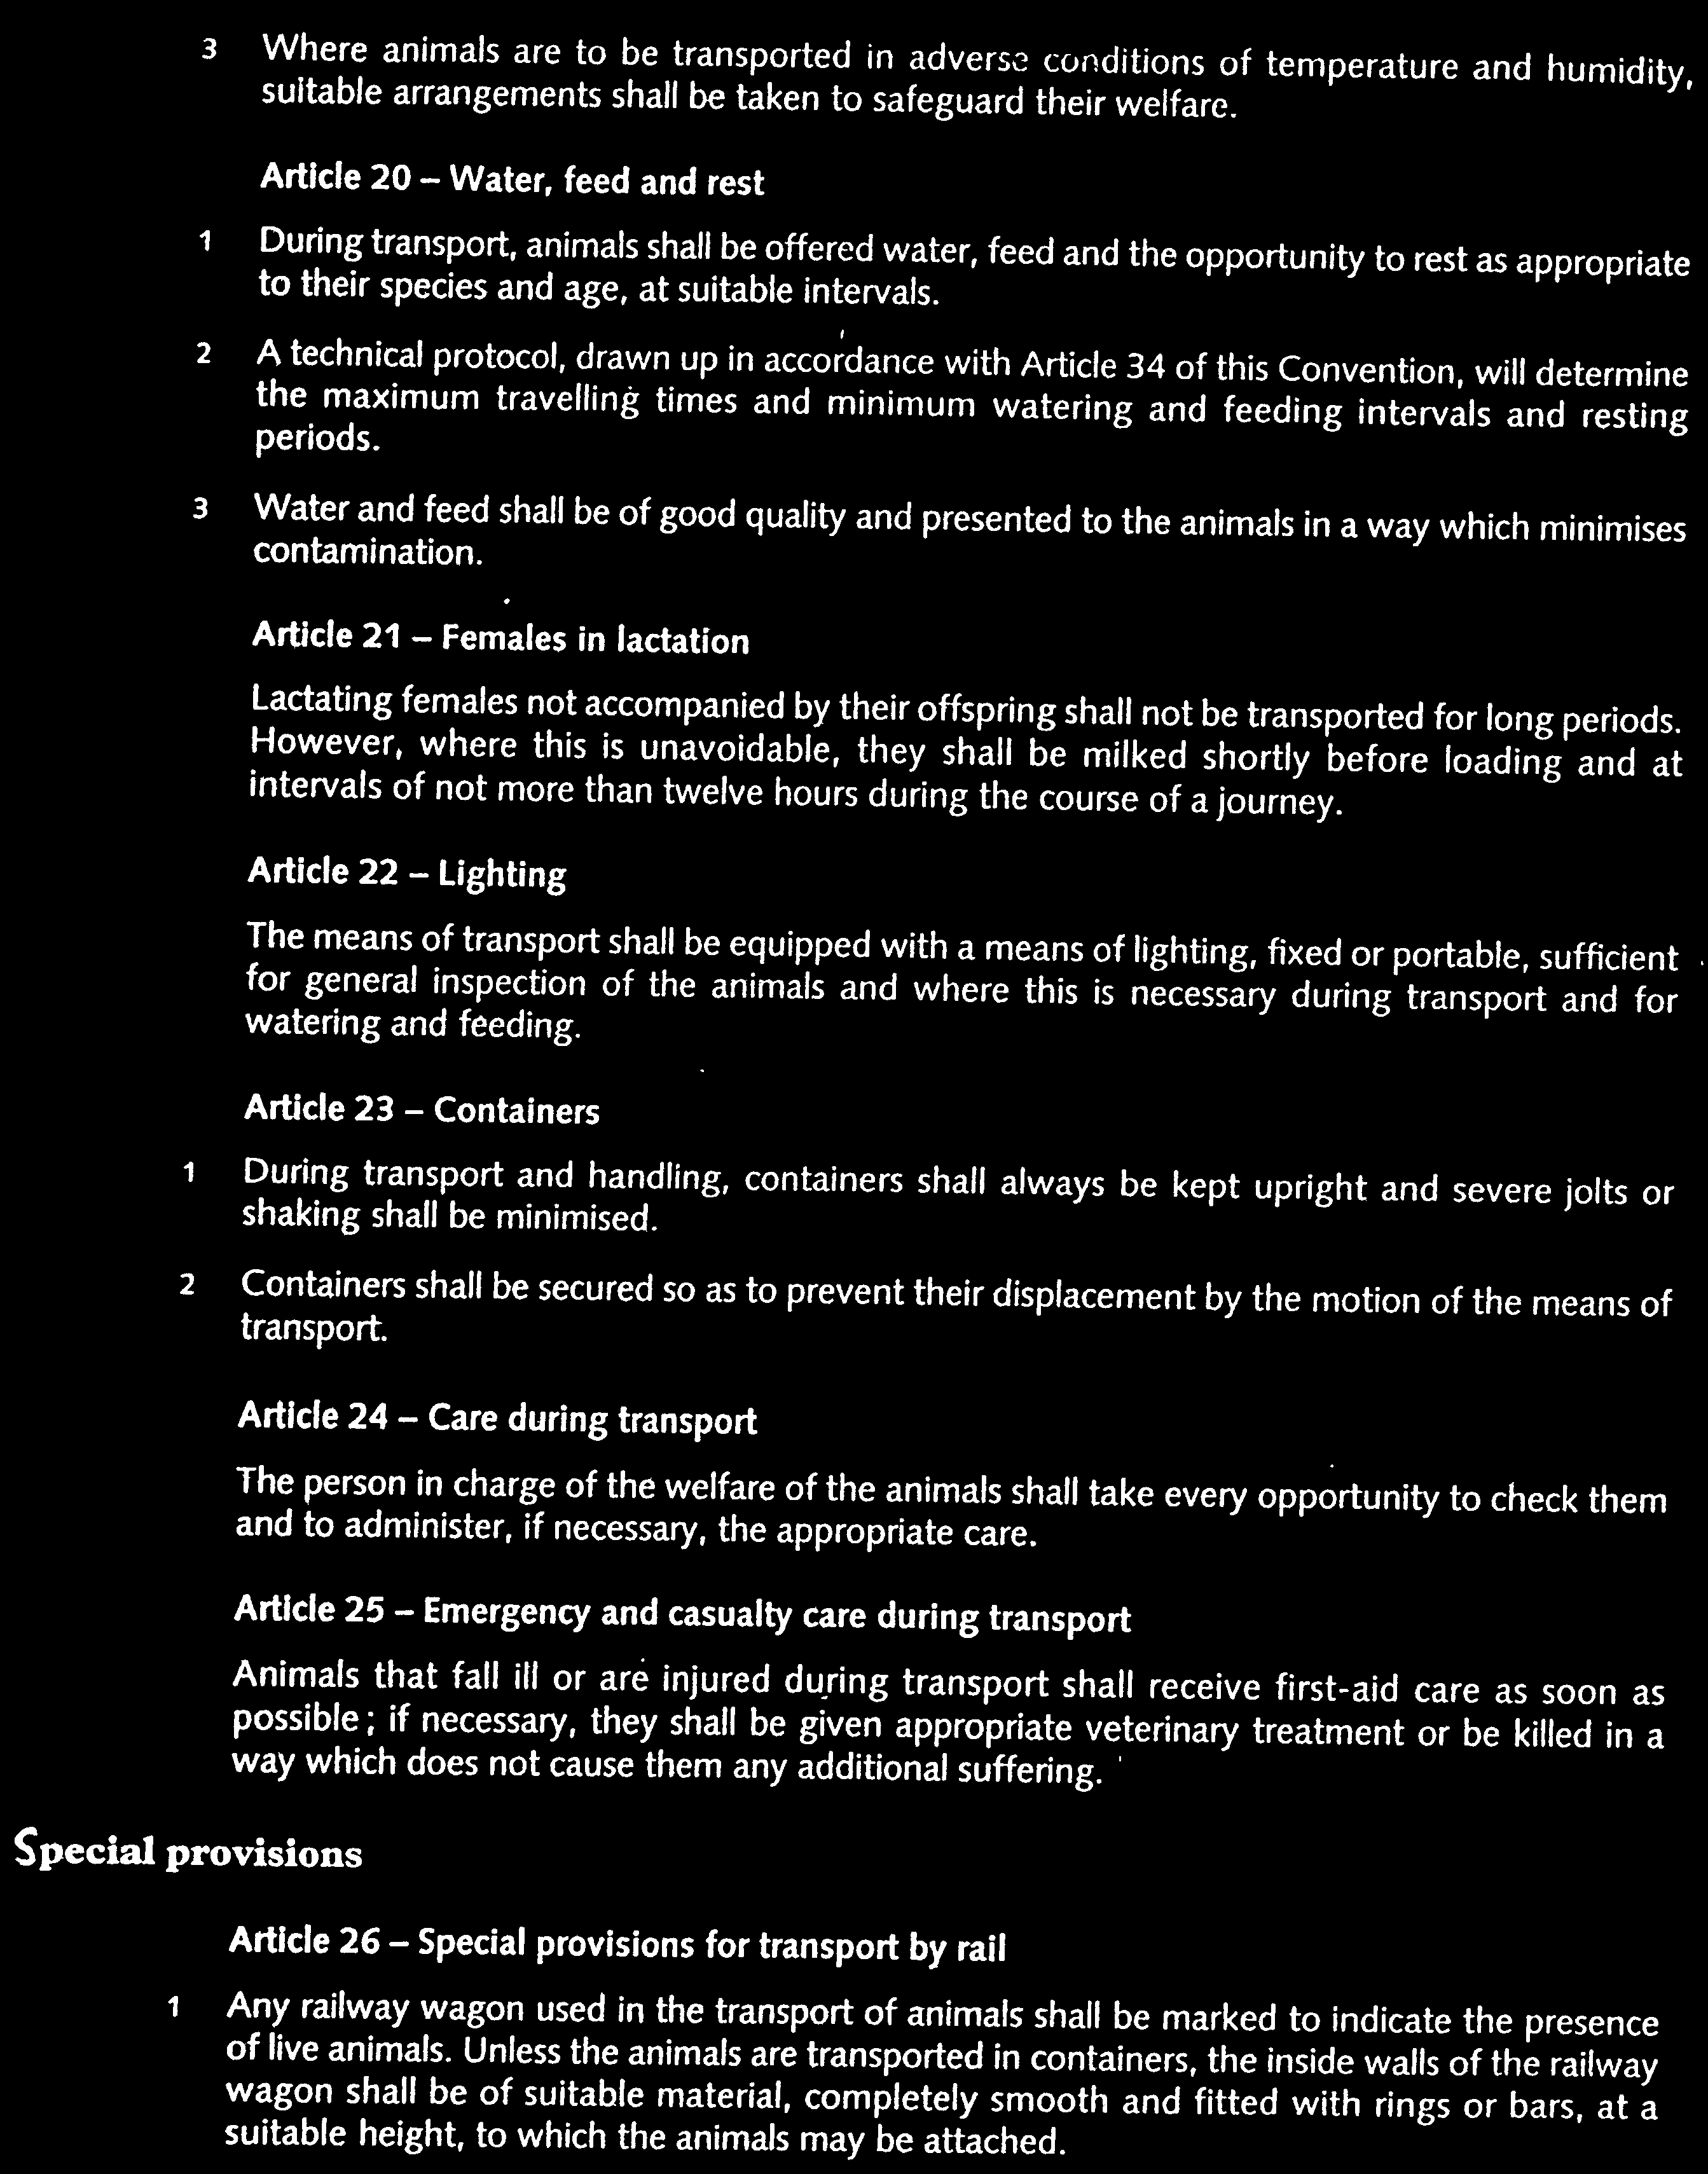 3 Where animals are to be transported in adverse conditions of temperature and humidity,
suitable arrangements shall be taken to safeguard their welfare.
Article 20 – Water, feed and rest
1 During transport, animals shall be offered water, feed and the opportunity to rest as appropriate
to their species and age, at suitable intervals.
2 A technical protocol, drawn up in accordance with Article 34 of this Convention, will determine
the maximum travelling times and minimum watering and feeding intervals and resting
periods.
3 Water and feed shall be of good quality and presented to the animals in a way which minimises
contamination.
Article 21 – Females in lactation
Lactating females not accompanied by their offspring shall not be transported for long periods.
However, where this is unavoidable, they shall be milked shortly before loading and at
intervals of not more than twelve hours during the course of a journey.
Article 22 – Lighting
The means of transport shall be equipped with a means of lighting, fixed or portable, sufficient
for general inspection of the animals and where this is necessary during transport and for
watering and feeding.
Article 23 – Containers
1 During transport and handling, containers shall always be kept upright and severe jolts or
shaking shall be minimised.
2 Containers shall be secured so as to prevent their displacement by the motion of the means of
transport.
Article 24 – Care during transport
The person in charge of the welfare of the animals shall take every opportunity to check them
and to administer, if necessary, the appropriate care.
Article 25 – Emergency and casualty care during transport
Animals that fall ill or are injured during transport shall receive first-aid care as soon as
possible; if necessary, they shall be given appropriate veterinary treatment or be killed in a
way which does not cause them any additional suffering.
Special provisions
Article 26 – Special provisions for transport by rail
1 Any railway wagon used in the transport of animals shall be marked to indicate the presence
of live animals. Unless the animals are transported in containers, the inside walls of the railway
wagon shall be of suitable material, completely smooth and fitted with rings or bars, at a
suitable height, to which the animals may be attached.